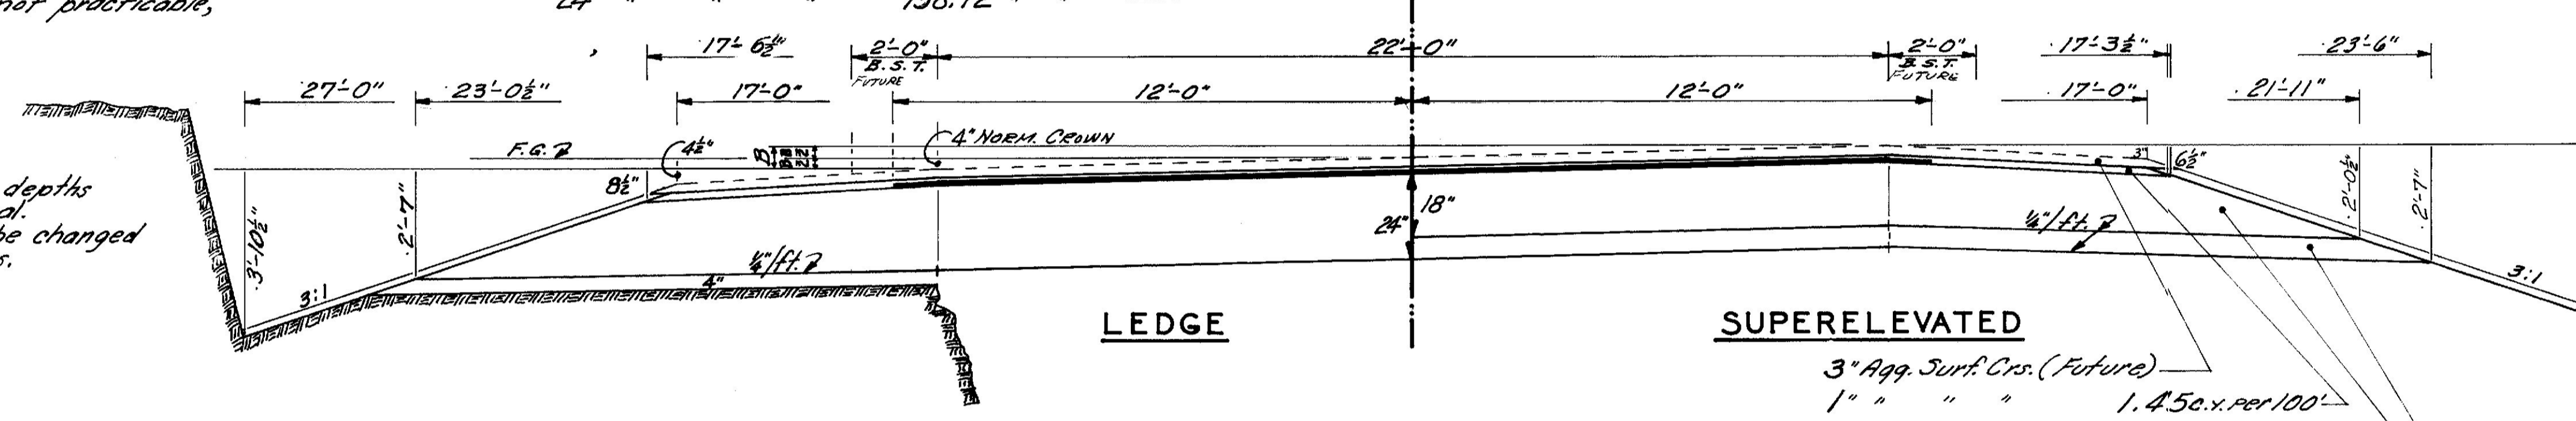 not practicable,
24 " " " " 198.12
17'-6½" 2'-0" 22'-0" 2'-0" 17'-3½" 23'-6"
B.S.T. B.S.T.
FUTURE FUTURE
27'-0" 23'-0½" 17'-0" 12'-0" 12'-0" 17'-0" 21'-11"
F.G. 4½" 4" NORM. CROWN
3" 6½"
depths 8½"
al.
be changed
s.
3'-10½" 2'-7" 18" 2'-0½" 2'-7"
24" ¼"/ft.
¼"/ft.
3:1 4" 3:1
LEDGE SUPERELEVATED
3" Agg. Surf. Crs. (Future)
1" " " " 1.45 c.y. per 100'